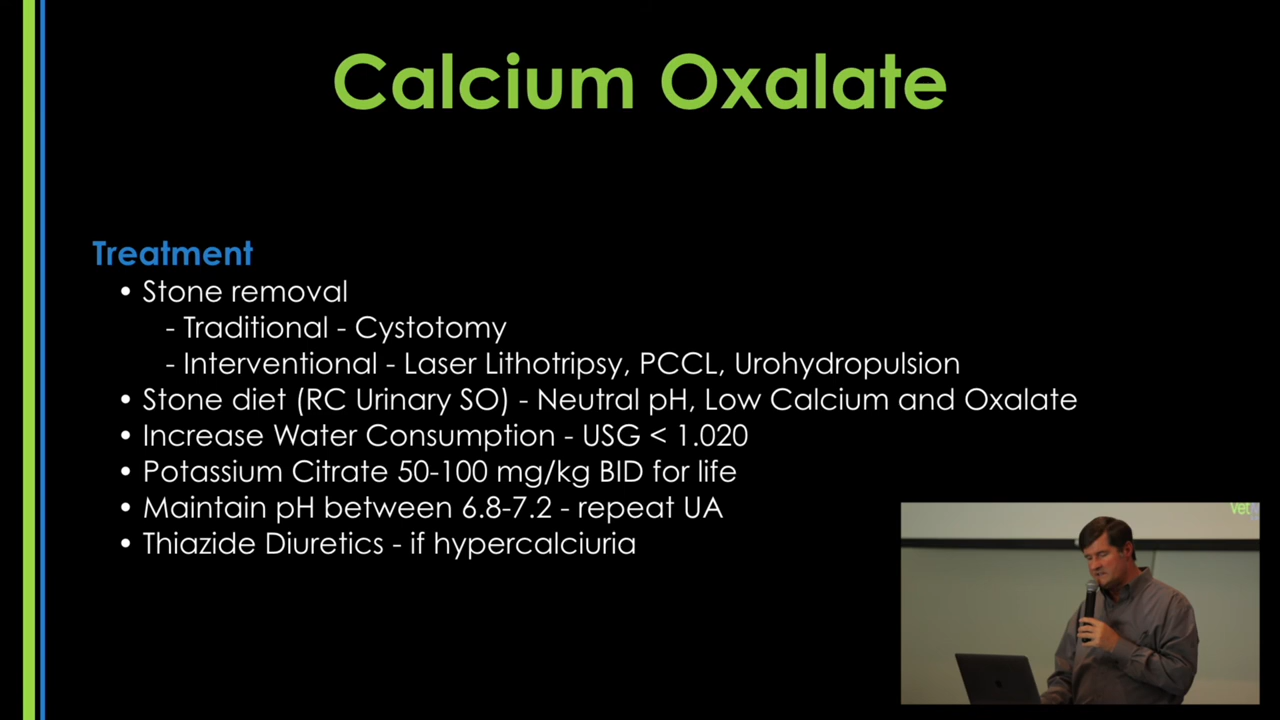 Calcium Oxalate
Treatment
• Stone removal
- Traditional - Cystotomy
- Interventional - Laser Lithotripsy, PCCL, Urohydropulsion
• Stone diet (RC Urinary SO) - Neutral pH, Low Calcium and Oxalate
• Increase Water Consumption - USG < 1.020
• Potassium Citrate 50-100 mg/kg BID for life
• Maintain pH between 6.8-7.2 - repeat UA
• Thiazide Diuretics - if hypercalciuria